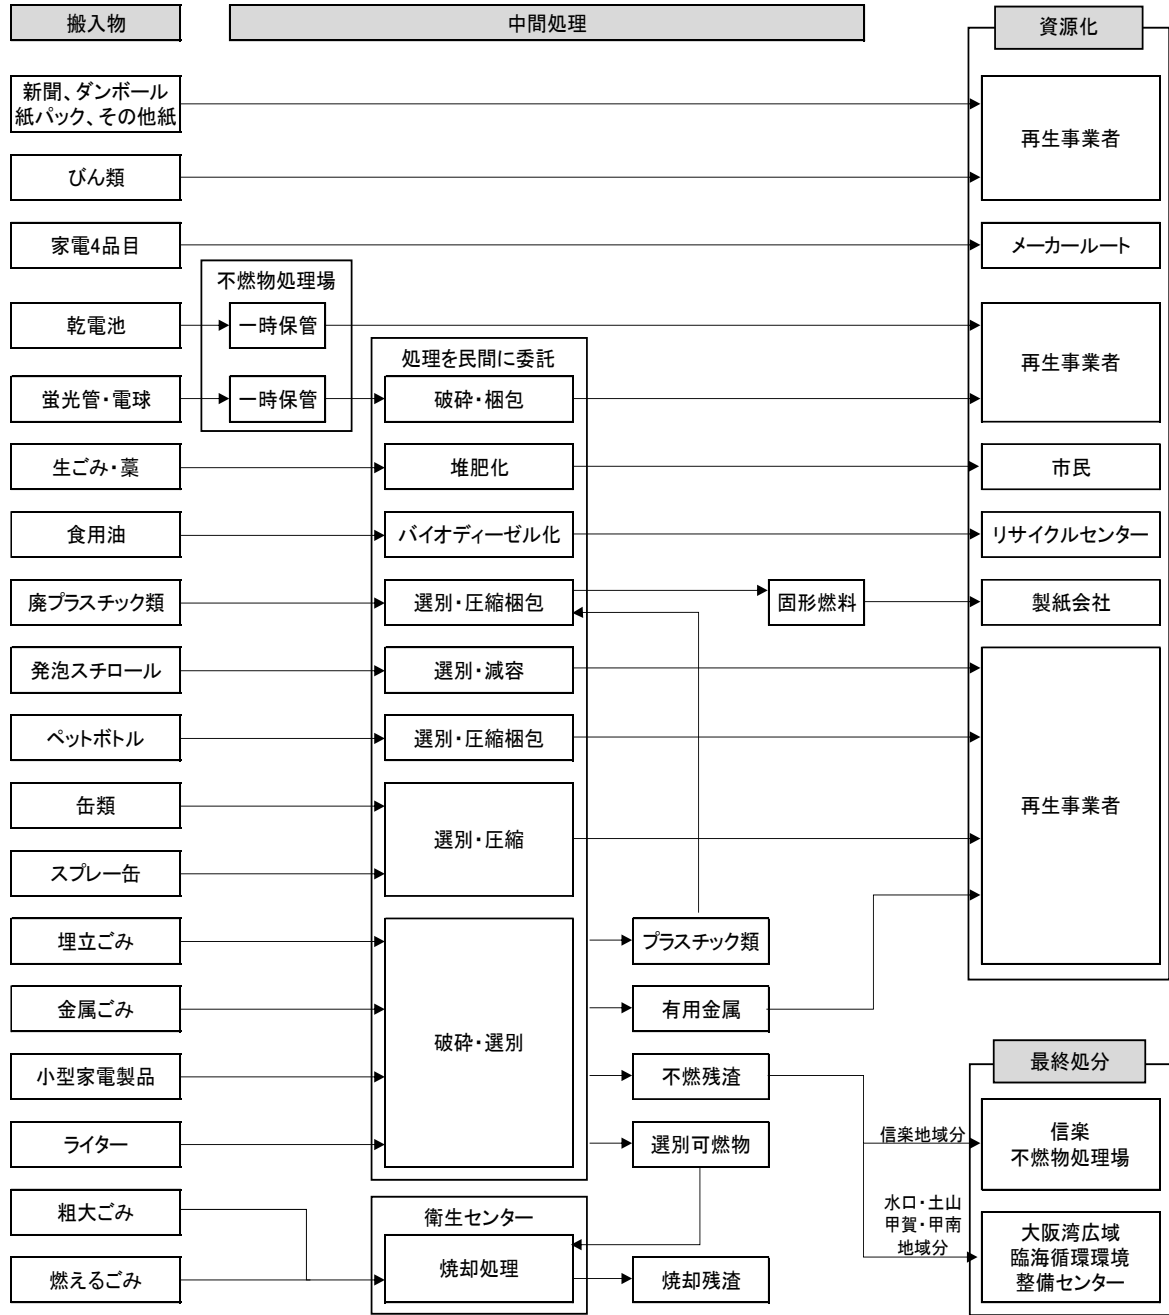 搬入物
中間処理
資源化
新聞、ダンボール
紙パック、その他紙
再生事業者
びん類
家電4品目
メーカールート
不燃物処理場
乾電池
一時保管
再生事業者
処理を民間に委託
蛍光管・電球
一時保管
破砕・梱包
生ごみ・藁
堆肥化
市民
食用油
バイオディーゼル化
リサイクルセンター
廃プラスチック類
選別・圧縮梱包
固形燃料
製紙会社
発泡スチロール
選別・減容
ペットボトル
選別・圧縮梱包
缶類
選別・圧縮
再生事業者
スプレー缶
埋立ごみ
プラスチック類
金属ごみ
破砕・選別
有用金属
小型家電製品
不燃残渣
最終処分
ライター
選別可燃物
信楽地域分
信楽
不燃物処理場
粗大ごみ
衛生センター
水口・土山
甲賀・甲南
地域分
大阪湾広域
臨海循環環境
整備センター
燃えるごみ
焼却処理
焼却残渣